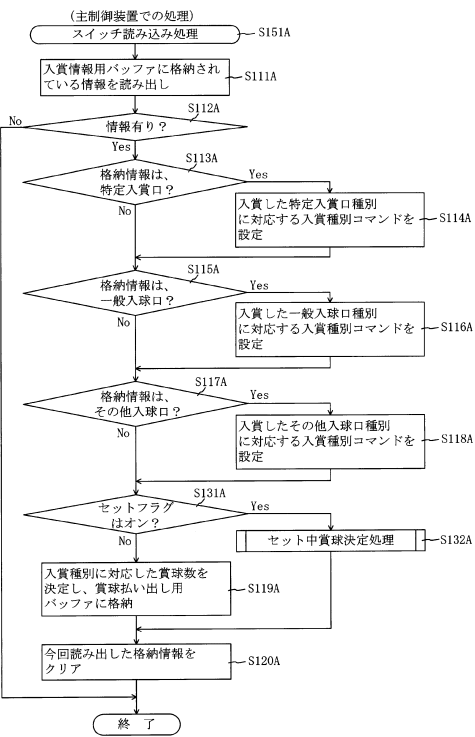 (主制御装置での処理)
スイッチ読み込み処理
S151A
入賞情報用バッファに格納され
ている情報を読み出し
S111A
S112A
情報有り？
No
Yes
S113A
格納情報は、
特定入賞口？
Yes
No
入賞した特定入賞口種別
に対応する入賞種別コマンドを
設定
S114A
S115A
格納情報は、
一般入球口？
Yes
No
入賞した一般入球口種別
に対応する入賞種別コマンドを
設定
S116A
S117A
格納情報は、
その他入球口？
Yes
No
入賞したその他入球口種別
に対応する入賞種別コマンドを
設定
S118A
S131A
セットフラグ
はオン？
Yes
No
セット中賞球決定処理
S132A
入賞種別に対応した賞球数を
決定し、賞球払い出し用
バッファに格納
S119A
今回読み出した格納情報を
クリア
S120A
終 了